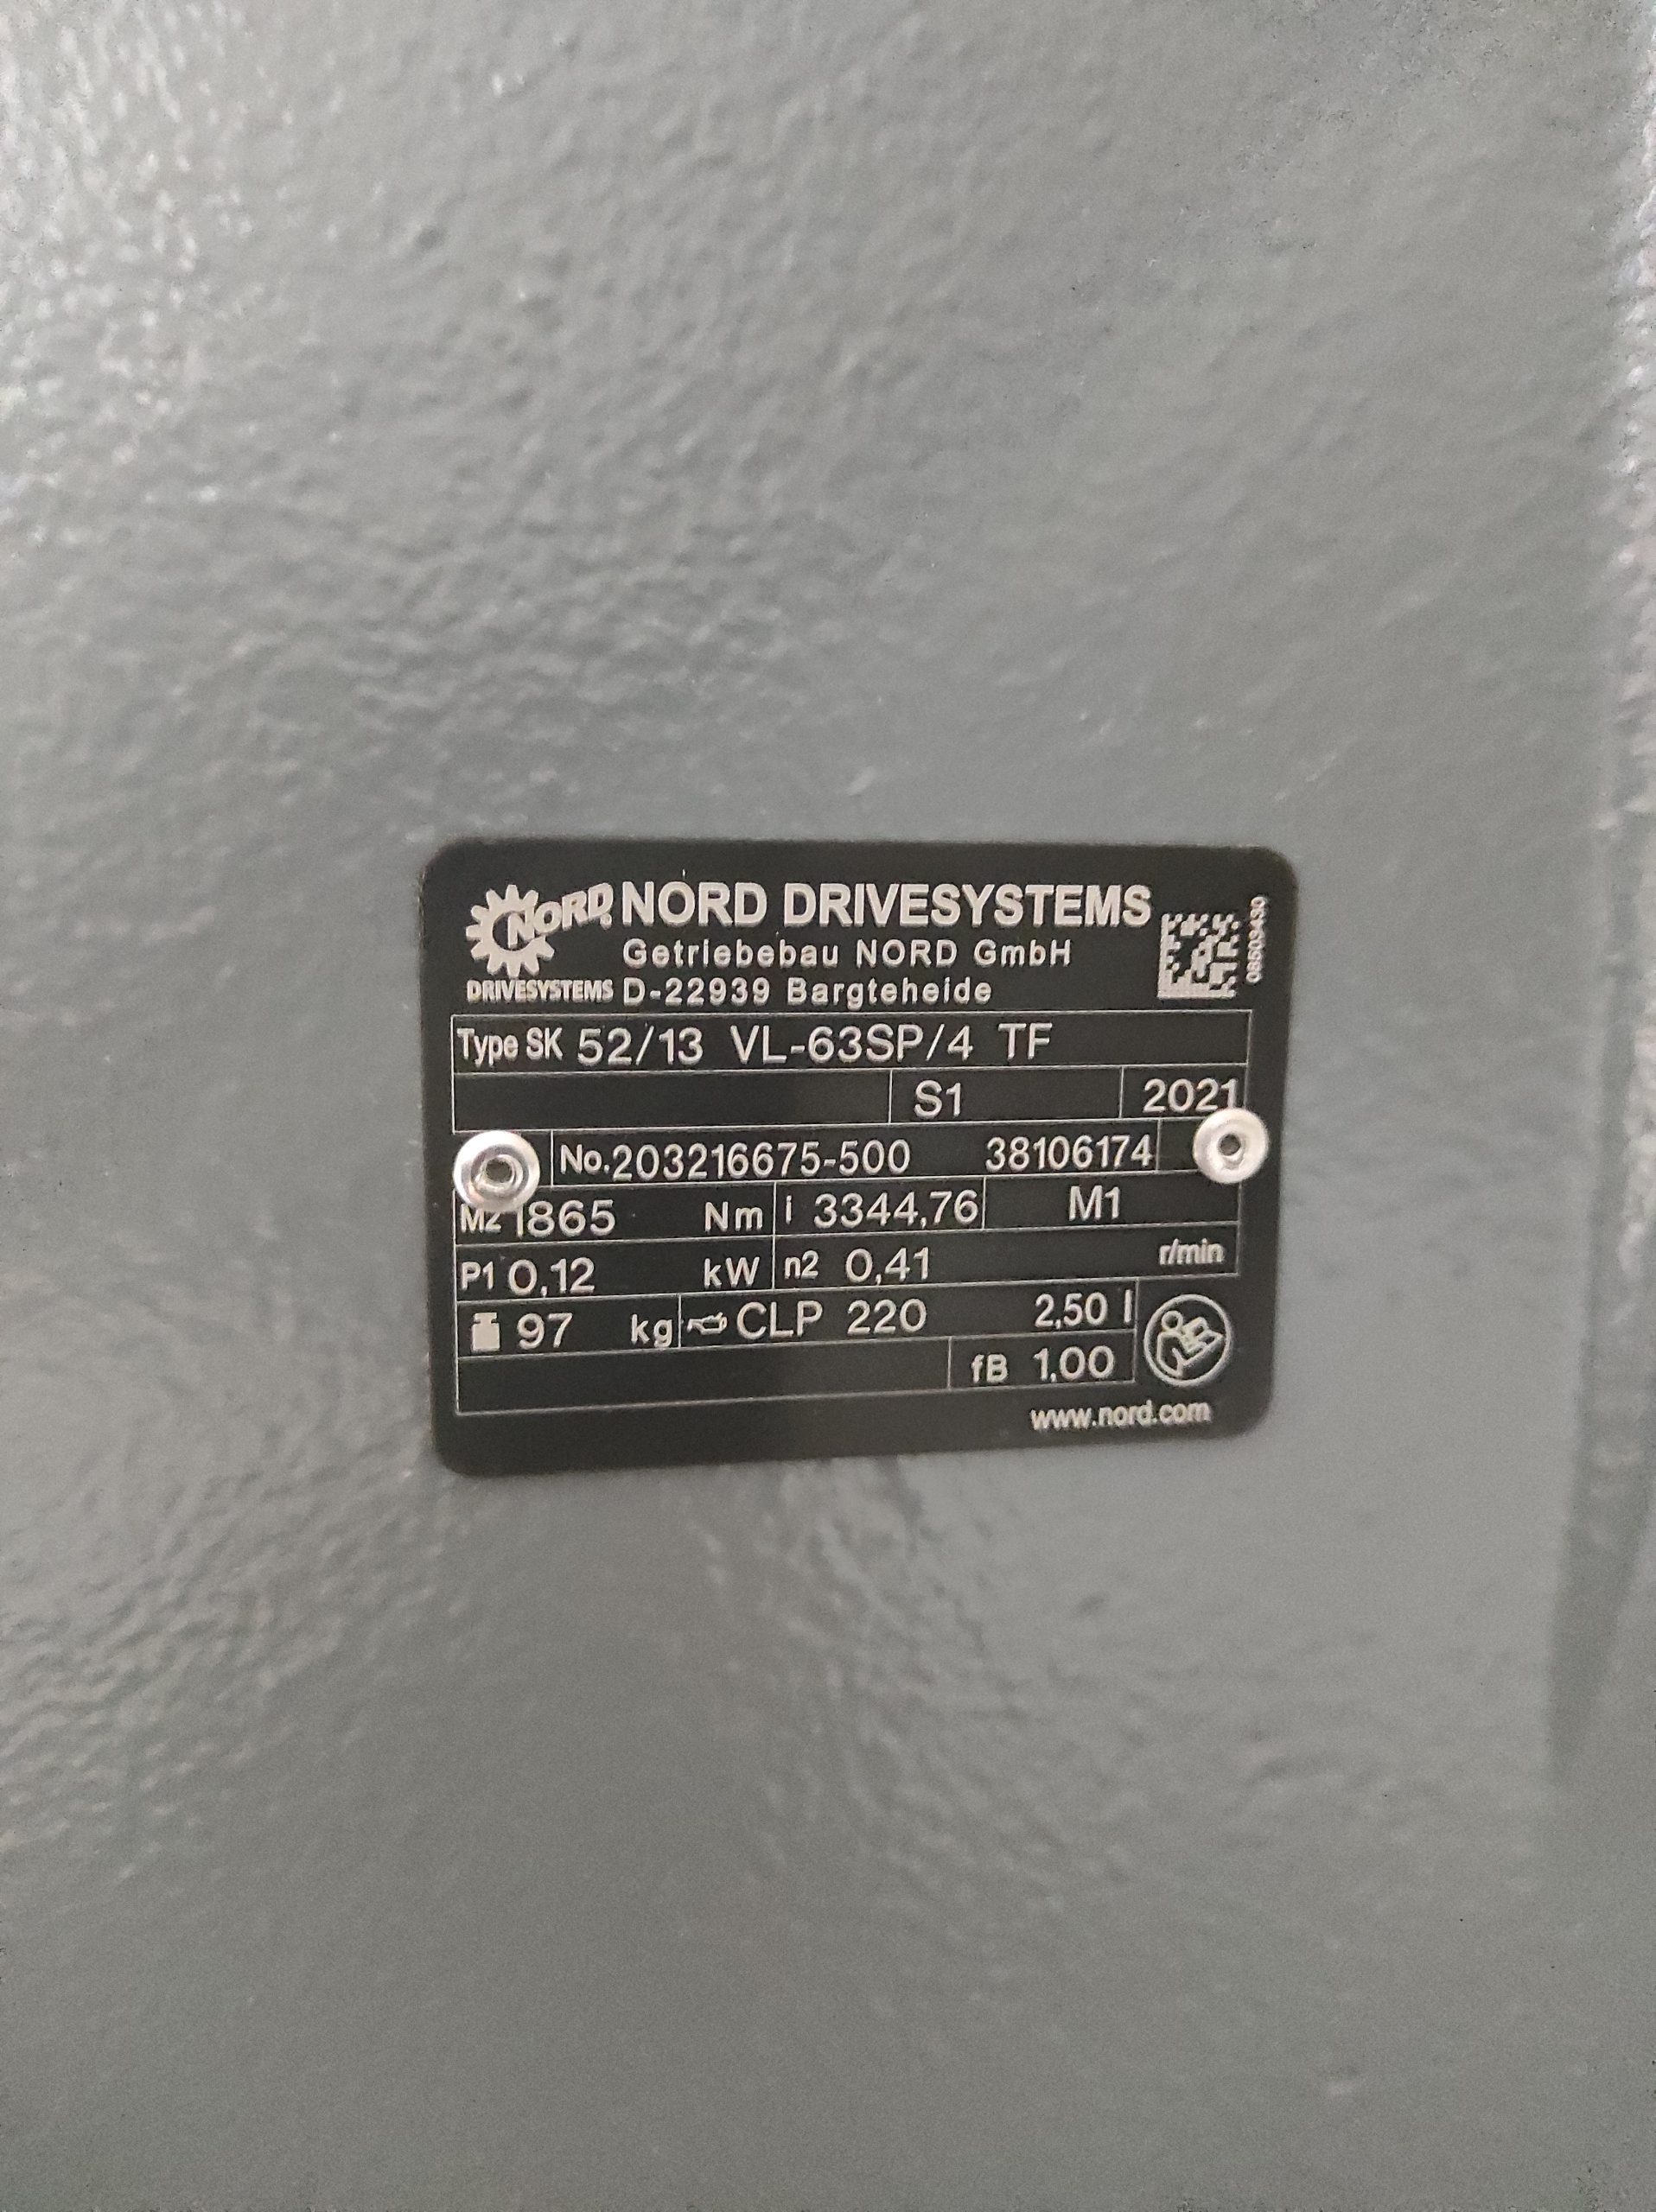 NORD NORD DRIVESYSTEMS
Getriebebau NORD GmbH
DRIVESYSTEMS D-22939 Bargteheide
Type SK 52/13 VL-63SP/4 TF
S1 2021
No.203216675-500 38106174
M2 1865 Nm i 3344,76 M1
P1 0,12 kW n2 0,41 r/min
97 kg CLP 220 2,50 l
fB 1,00
www.nord.com